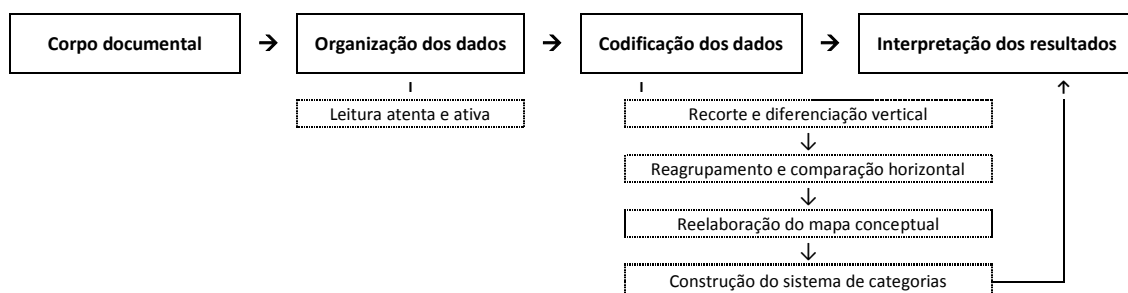 Corpo documental
Organização dos dados
Codificação dos dados
Interpretação dos resultados
Leitura atenta e ativa
Recorte e diferenciação vertical
Reagrupamento e comparação horizontal
Reelaboração do mapa conceptual
Construção do sistema de categorias